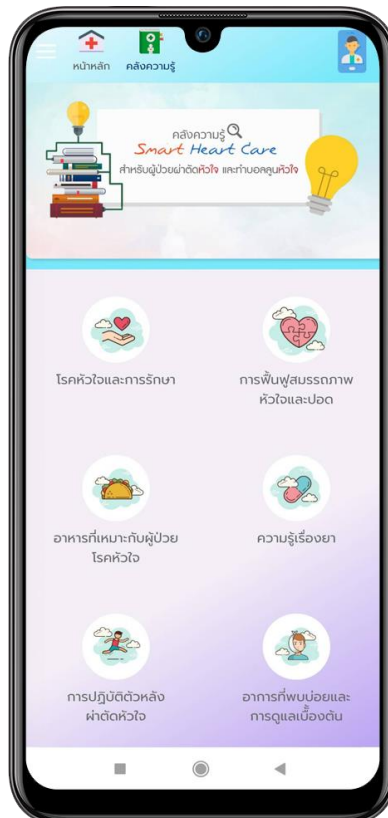 หน้าหลัก
คลังความรู้
คลังความรู้
Smart Heart Care
สำหรับผู้ป่วยผ่าตัดหัวใจ และทำบอลลูนหัวใจ
โรคหัวใจและการรักษา
การฟื้นฟูสมรรถภาพ
หัวใจและปอด
อาหารที่เหมาะกับผู้ป่วย
โรคหัวใจ
ความรู้เรื่องยา
การปฏิบัติตัวหลัง
ผ่าตัดหัวใจ
อาการที่พบบ่อยและ
การดูแลเบื้องต้น